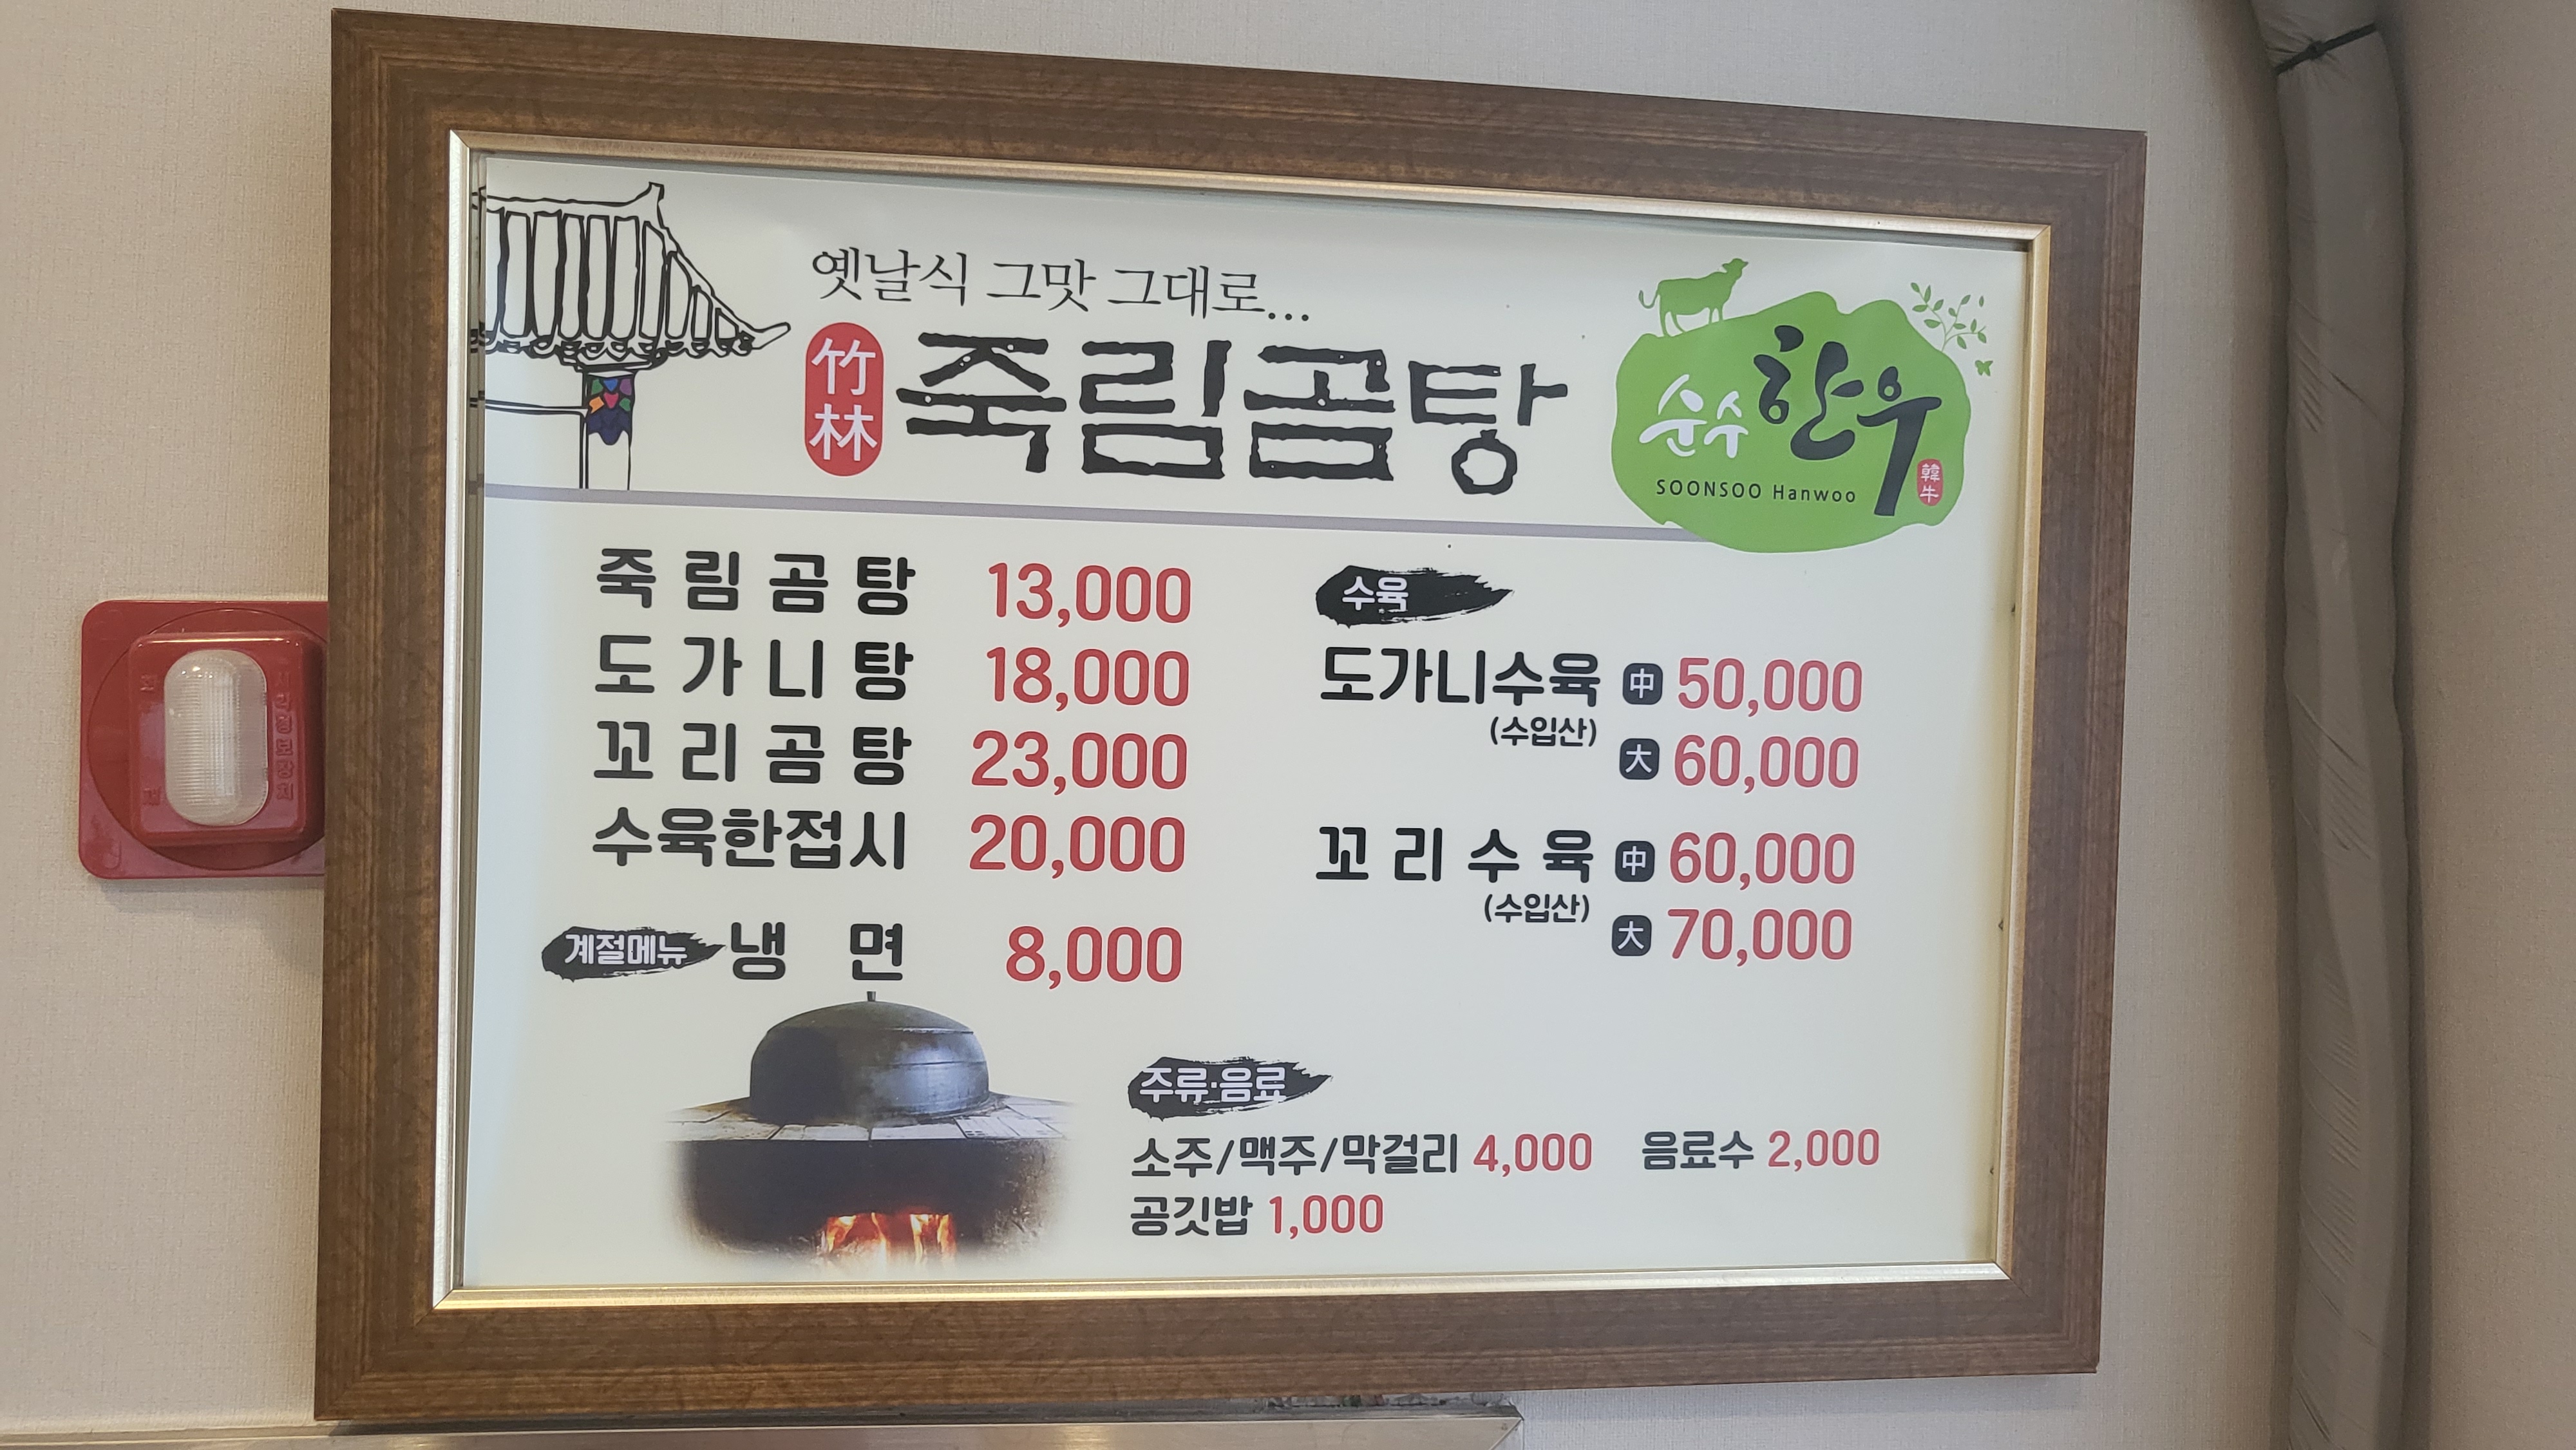 옛날식 그맛 그대로...
竹林 죽림곰탕
순수 한우
SOONSOO Hanwoo
韓牛
죽림곰탕 13,000
도가니탕 18,000
꼬리곰탕 23,000
수육한접시 20,000
계절메뉴 냉면 8,000
수육
도가니수육 中 50,000
(수입산)
大 60,000
꼬리수육 中 60,000
(수입산)
大 70,000
주류·음료
소주/맥주/막걸리 4,000 음료수 2,000
공깃밥 1,000